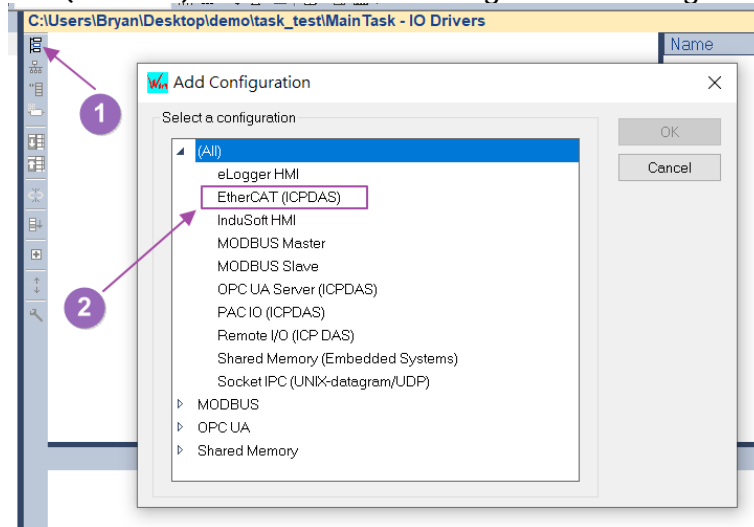 C:\Users\Bryan\Desktop\demo\task_test\MainTask - IO Drivers
Name
1
Win Add Configuration
Select a configuration
OK
(All)
Cancel
eLogger HMI
EtherCAT (ICPDAS)
InduSoft HMI
MODBUS Master
MODBUS Slave
OPC UA Server (ICPDAS)
2
PAC IO (ICPDAS)
Remote I/O (ICP DAS)
Shared Memory (Embedded Systems)
Socket IPC (UNIX-datagram/UDP)
MODBUS
OPC UA
Shared Memory